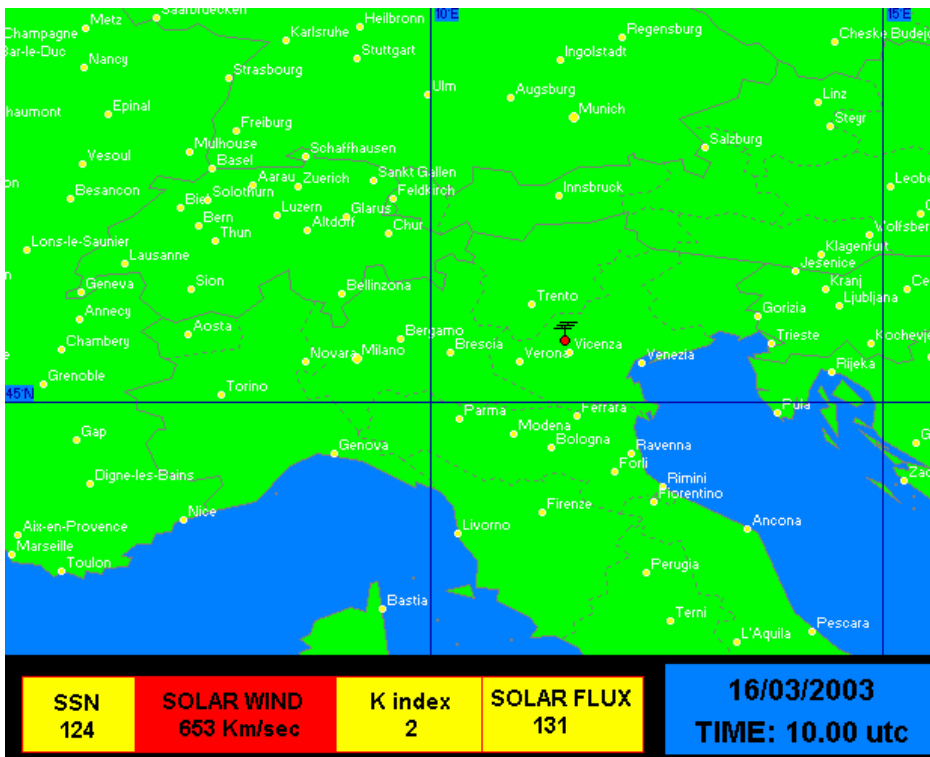 10'E
15'E
Saarbruecken
Metz
Heilbronn
Champagne
Karlsruhe
Regensburg
Cheske Budejo
Bar-le-Duc
Stuttgart
Nancy
Ingolstadt
Strasbourg
Ulm
Augsburg
Linz
haumont
Epinal
Munich
Steyr
Freiburg
Mulhouse
Schaffhausen
Salzburg
Vesoul
Basel
on
Aarau
Zuerich
Sankt Gallen
Leobe
Besancon
Solothurn
Feldkirch
Innsbruck
Biel
Luzern
Glarus
Bern
Altdorf
Chur
Wolfsber
Lons-le-Saunier
Thun
Klagenfurt
Lausanne
Jesenice
n
Geneva
Sion
Bellinzona
Kranj
Ce
Trento
Ljubljana
Annecy
Gorizia
Aosta
Bergamo
Chambery
Novara
Milano
Brescia
Verona
Vicenza
Venezia
Trieste
Kochevje
e
Grenoble
Rijeka
Torino
45'N
Parma
Ferrara
Pula
Gap
Modena
Bologna
G
Genova
Ravenna
Forli
Digne-les-Bains
Rimini
Zad
Fiorentino
Nice
Firenze
Aix-en-Provence
Livorno
Ancona
Marseille
Toulon
Perugia
Bastia
Terni
Pescara
L'Aquila
SSN
124
SOLAR WIND
653 Km/sec
K index
2
SOLAR FLUX
131
16/03/2003
TIME: 10.00 utc